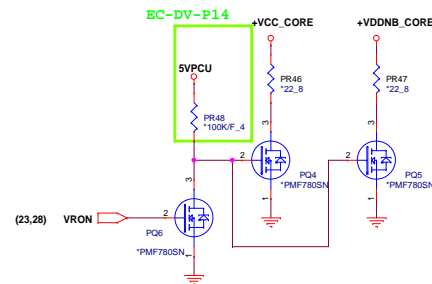 EC-DV-P14
+VCC_CORE
+VDDNB_CORE
5VPCU
PR46
*22_8
PR47
*22_8
PR48
*100K/F_4
3
3
2
2
PQ4
*PMF780SN
PQ5
*PMF780SN
1
1
3
(23,28)
VRON
2
PQ6
*PMF780SN
1